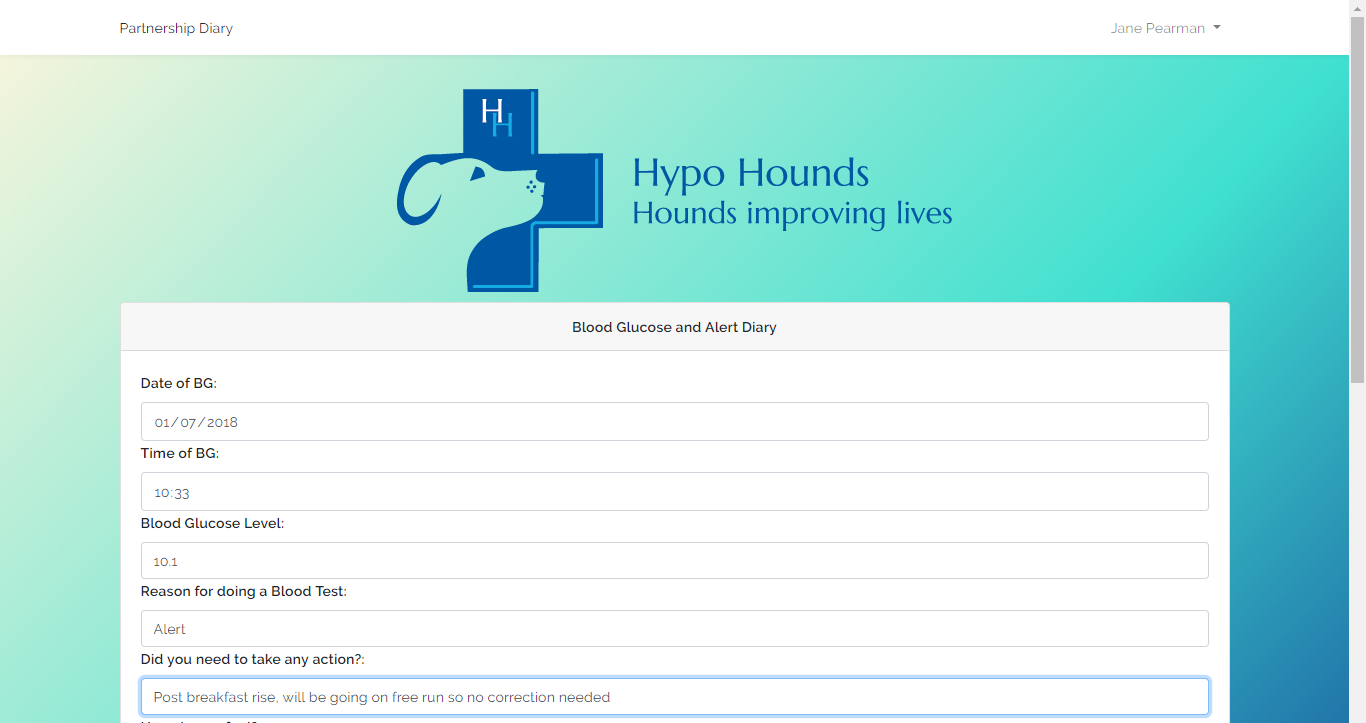 Partnership Diary
Jane Pearman
H
H
Hypo Hounds
Hounds improving lives
Blood Glucose and Alert Diary
Date of BG:
01/07/2018
Time of BG:
10:33
Blood Glucose Level:
10.1
Reason for doing a Blood Test:
Alert
Did you need to take any action?:
Post breakfast rise, will be going on free run so no correction needed